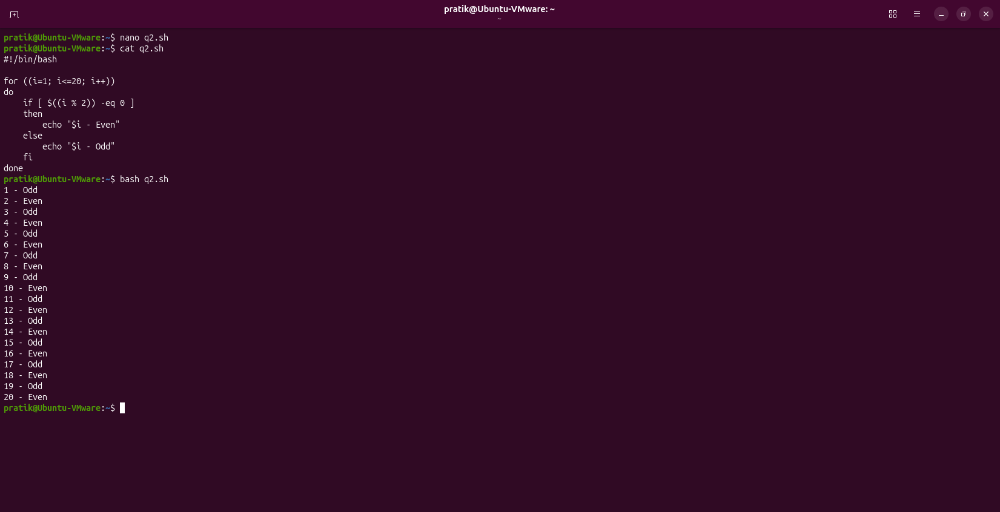 pratik@Ubuntu-VMware: ~
~
pratik@Ubuntu-VMware:~$ nano q2.sh
pratik@Ubuntu-VMware:~$ cat q2.sh
#!/bin/bash

for ((i=1; i<=20; i++))
do
    if [ $((i % 2)) -eq 0 ]
    then
        echo "$i - Even"
    else
        echo "$i - Odd"
    fi
done
pratik@Ubuntu-VMware:~$ bash q2.sh
1 - Odd
2 - Even
3 - Odd
4 - Even
5 - Odd
6 - Even
7 - Odd
8 - Even
9 - Odd
10 - Even
11 - Odd
12 - Even
13 - Odd
14 - Even
15 - Odd
16 - Even
17 - Odd
18 - Even
19 - Odd
20 - Even
pratik@Ubuntu-VMware:~$